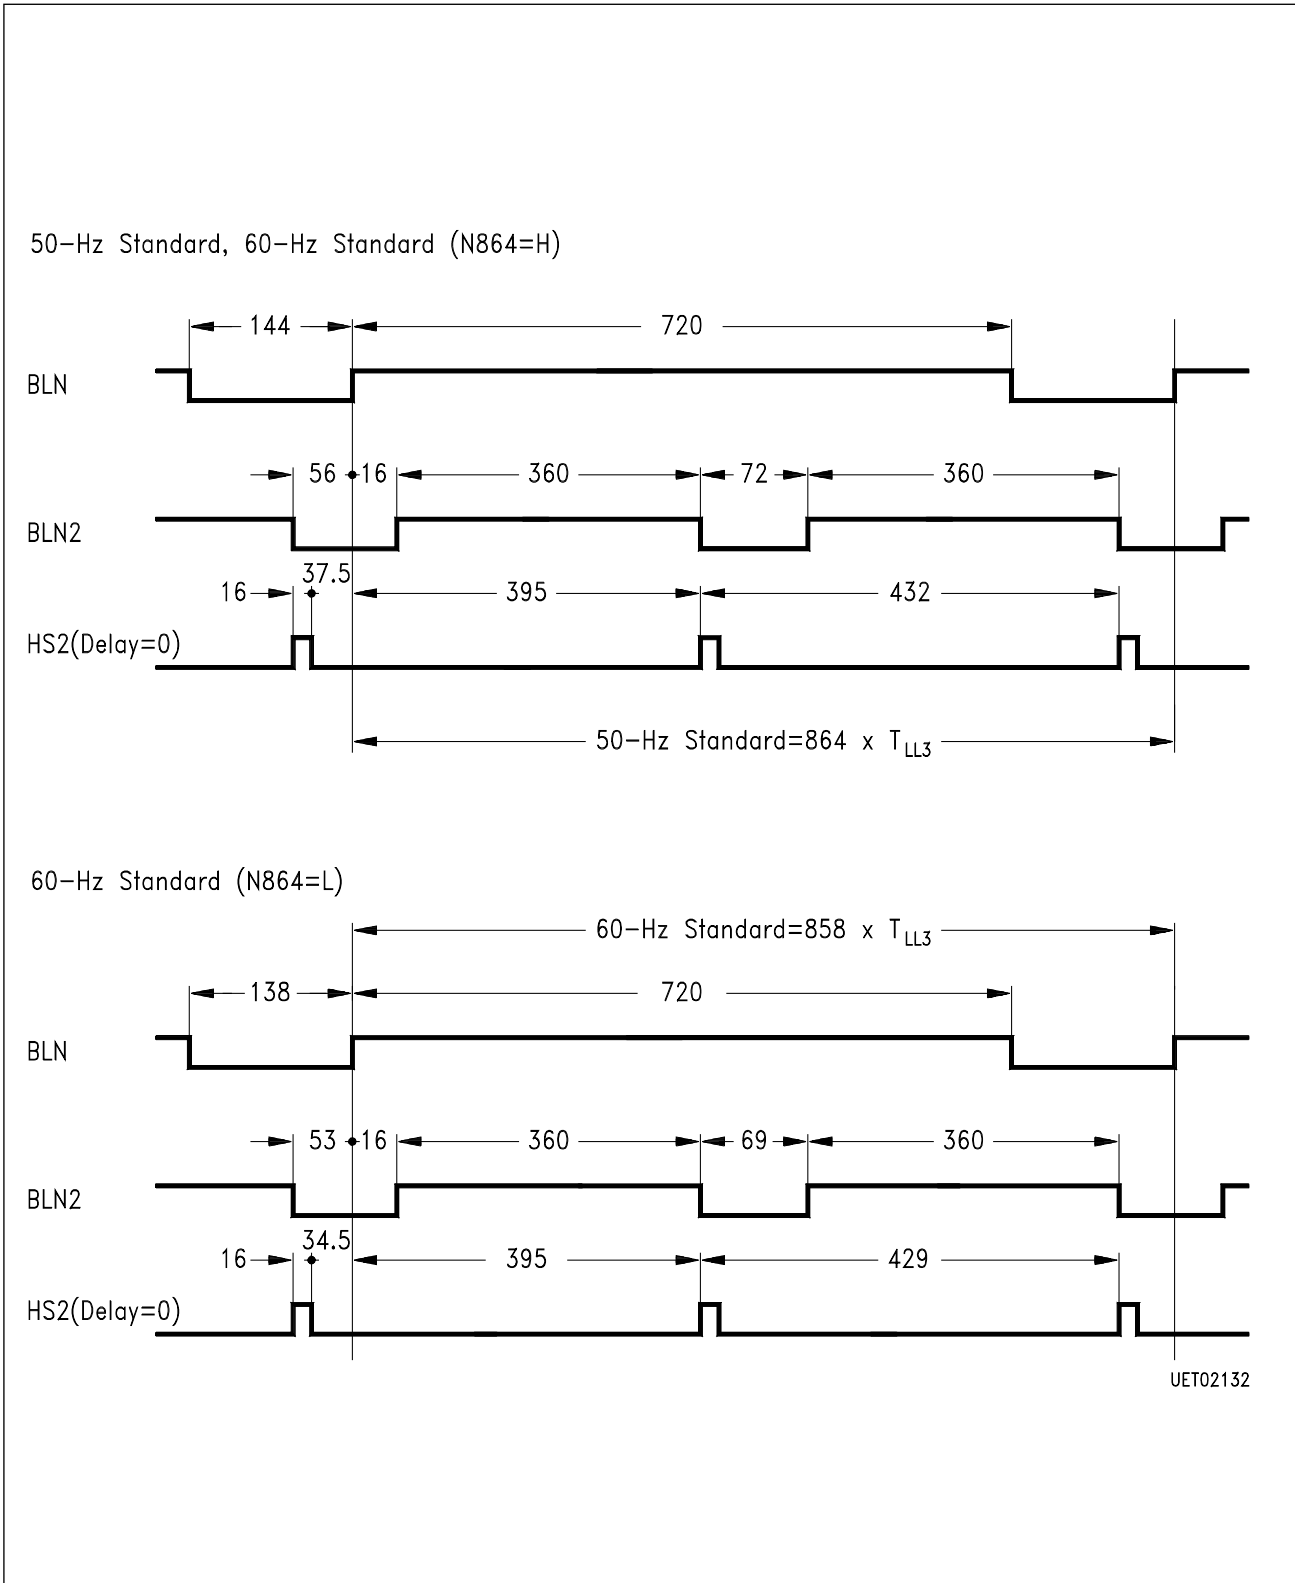 50-Hz Standard, 60-Hz Standard (N864=H)
144
720
BLN
56
16
360
72
360
BLN2
37.5
16
395
432
HS2(Delay=0)
50-Hz Standard=864 x TLL3
60-Hz Standard (N864=L)
60-Hz Standard=858 x TLL3
138
720
BLN
53
16
360
69
360
BLN2
34.5
16
395
429
HS2(Delay=0)
UET02132